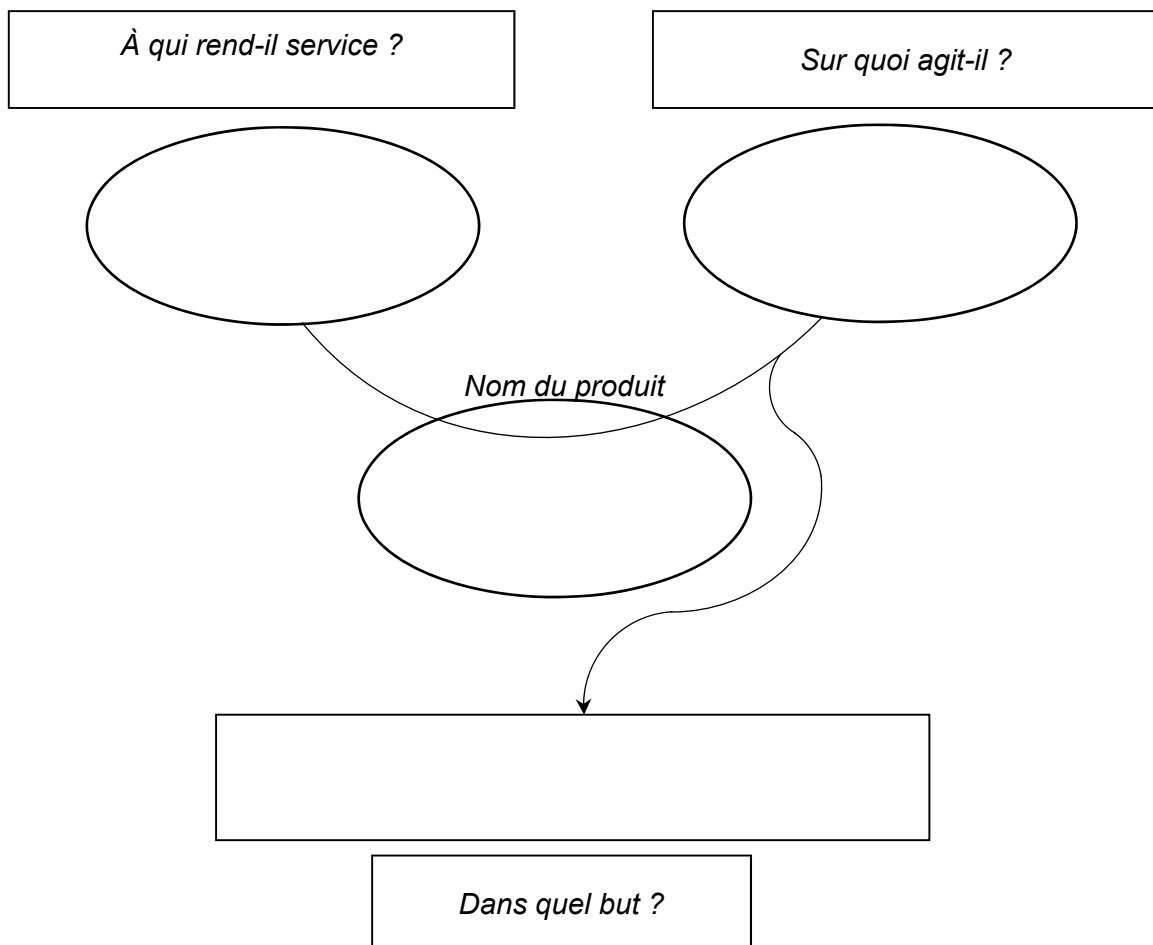 À qui rend-il service ?
Sur quoi agit-il ?
Nom du produit
Dans quel but ?